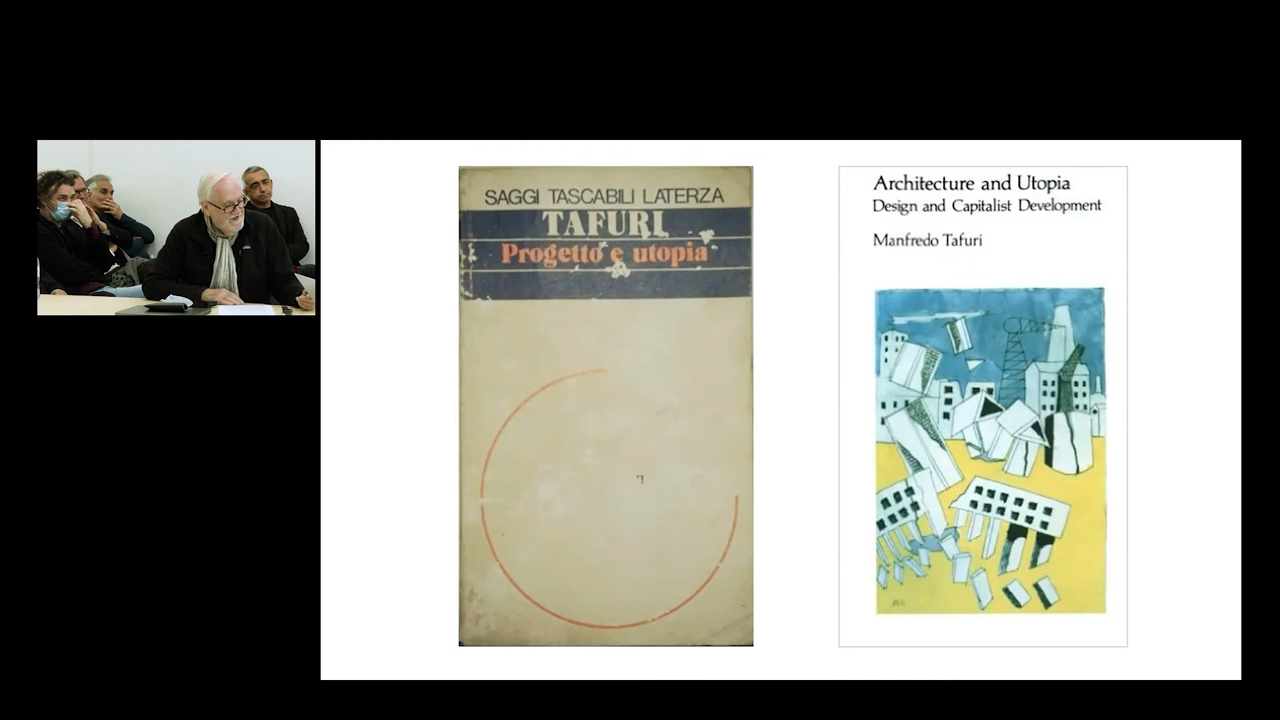 SAGGI TASCABILI LATERZA
TAFURI
Progetto e utopia
Architecture and Utopia
Design and Capitalist Development
Manfredo Tafuri